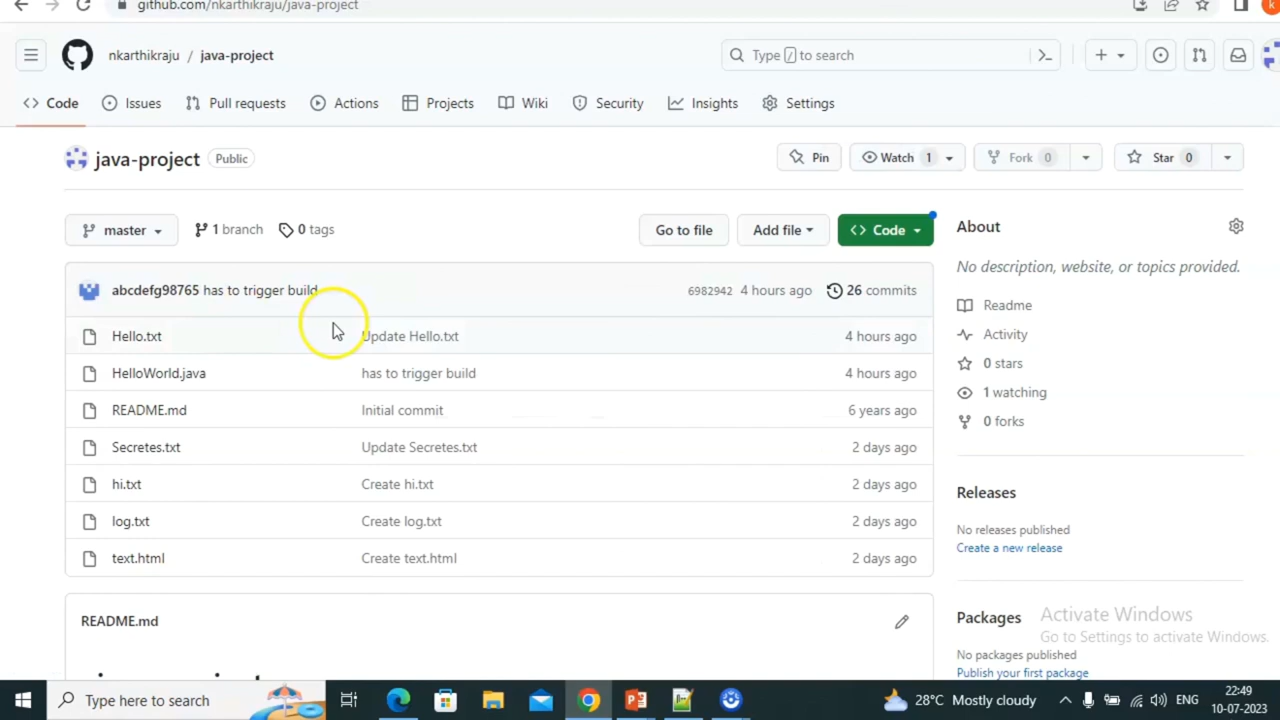 github.com/nkarthikraju/java-project
nkarthikraju / java-project
Type / to search
Code Issues Pull requests Actions Projects Wiki Security Insights Settings
java-project Public
Pin Watch 1 Fork 0 Star 0
master 1 branch 0 tags Go to file Add file Code
About
No description, website, or topics provided.
abcdefg98765 has to trigger build 6982942 4 hours ago 26 commits
Readme
Hello.txt Update Hello.txt 4 hours ago
Activity
0 stars
HelloWorld.java has to trigger build 4 hours ago
1 watching
README.md Initial commit 6 years ago
0 forks
Secretes.txt Update Secretes.txt 2 days ago
hi.txt Create hi.txt 2 days ago
Releases
log.txt Create log.txt 2 days ago
No releases published
Create a new release
text.html Create text.html 2 days ago
README.md
Packages
Activate Windows
Go to Settings to activate Windows.
No packages published
Publish your first package
Type here to search
28°C Mostly cloudy
ENG
22:49
10-07-2023